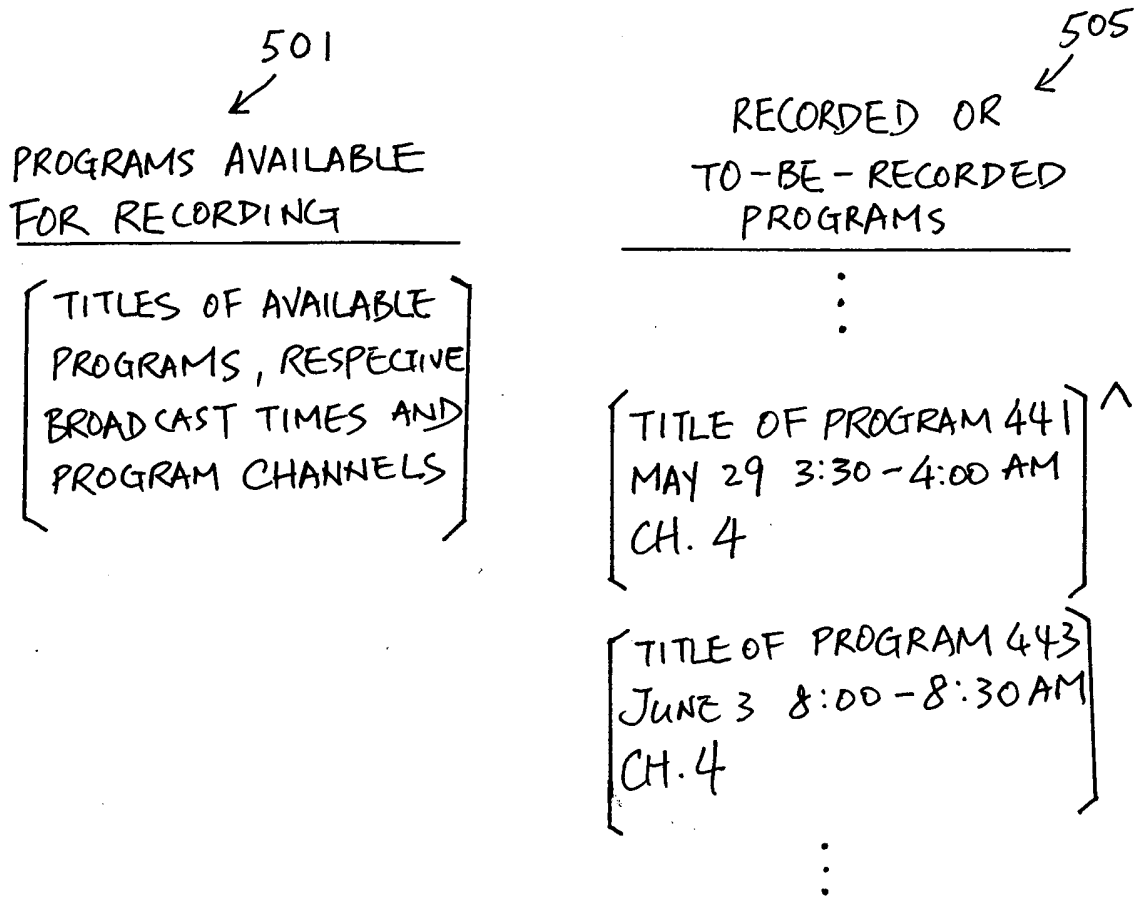 501
PROGRAMS AVAILABLE
FOR RECORDING
[TITLES OF AVAILABLE
PROGRAMS, RESPECTIVE
BROADCAST TIMES AND
PROGRAM CHANNELS]
505
RECORDED OR
TO-BE-RECORDED
PROGRAMS
[TITLE OF PROGRAM 441] ^
MAY 29 3:30-4:00 AM
CH. 4
[TITLE OF PROGRAM 443]
JUNE 3 8:00-8:30 AM
CH. 4